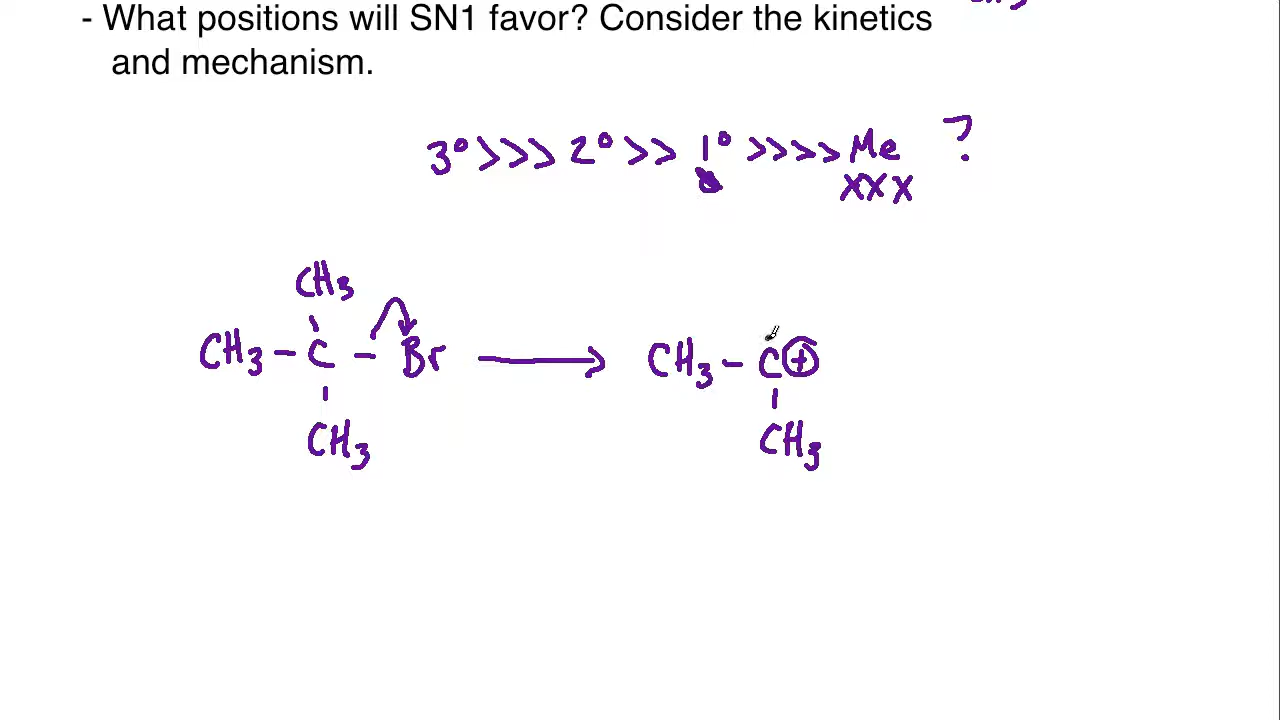 CH3
- What positions will SN1 favor? Consider the kinetics
and mechanism.
3° >>> 2° >> 1° >>>> Me ?
XXX
CH3
CH3 - C - Br ⟶ CH3 - C⊕
CH3 CH3